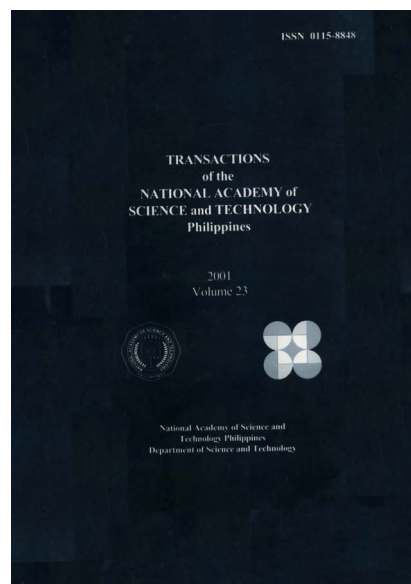 ISSN 0115-8848
TRANSACTIONS
of the
NATIONAL ACADEMY of
SCIENCE and TECHNOLOGY
Philippines
2001
Volume 23
National Academy of Science and
Technology Philippines
Department of Science and Technology